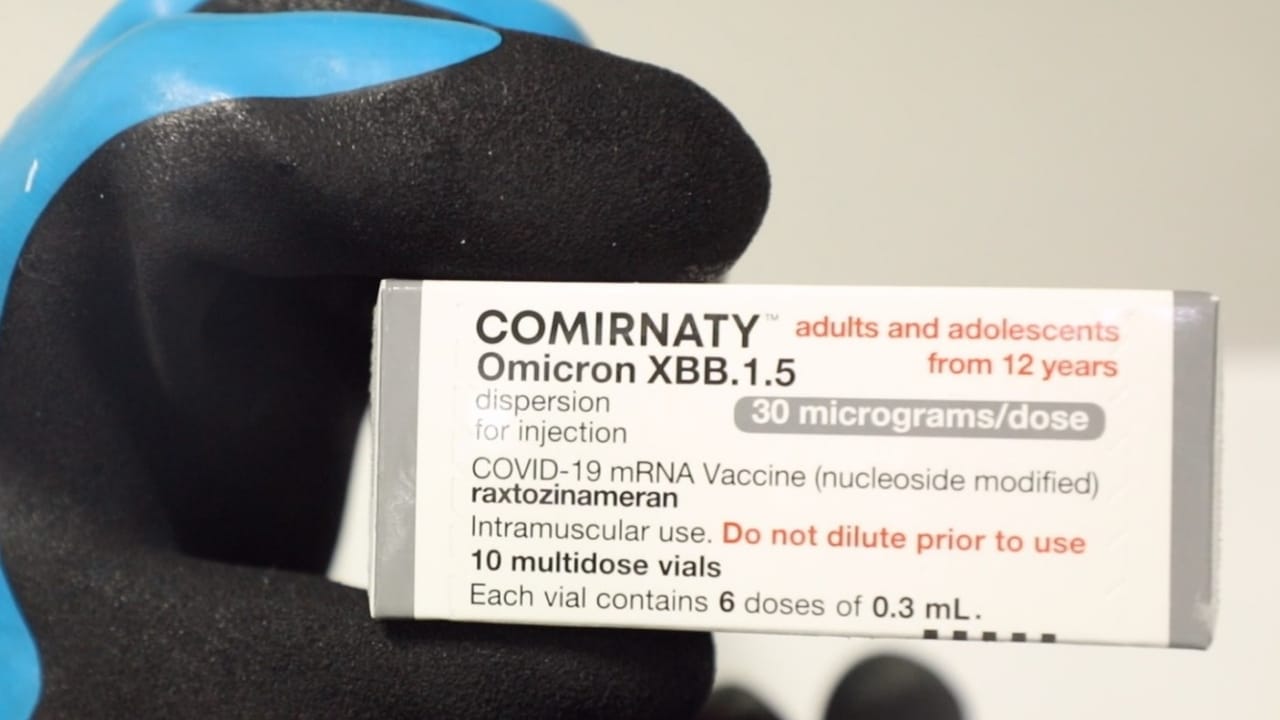 COMIRNATY™ adults and adolescents
Omicron XBB.1.5 from 12 years
dispersion
for injection
30 micrograms/dose
COVID-19 mRNA Vaccine (nucleoside modified)
raxtozinameran
Intramuscular use. Do not dilute prior to use
10 multidose vials
Each vial contains 6 doses of 0.3 mL.